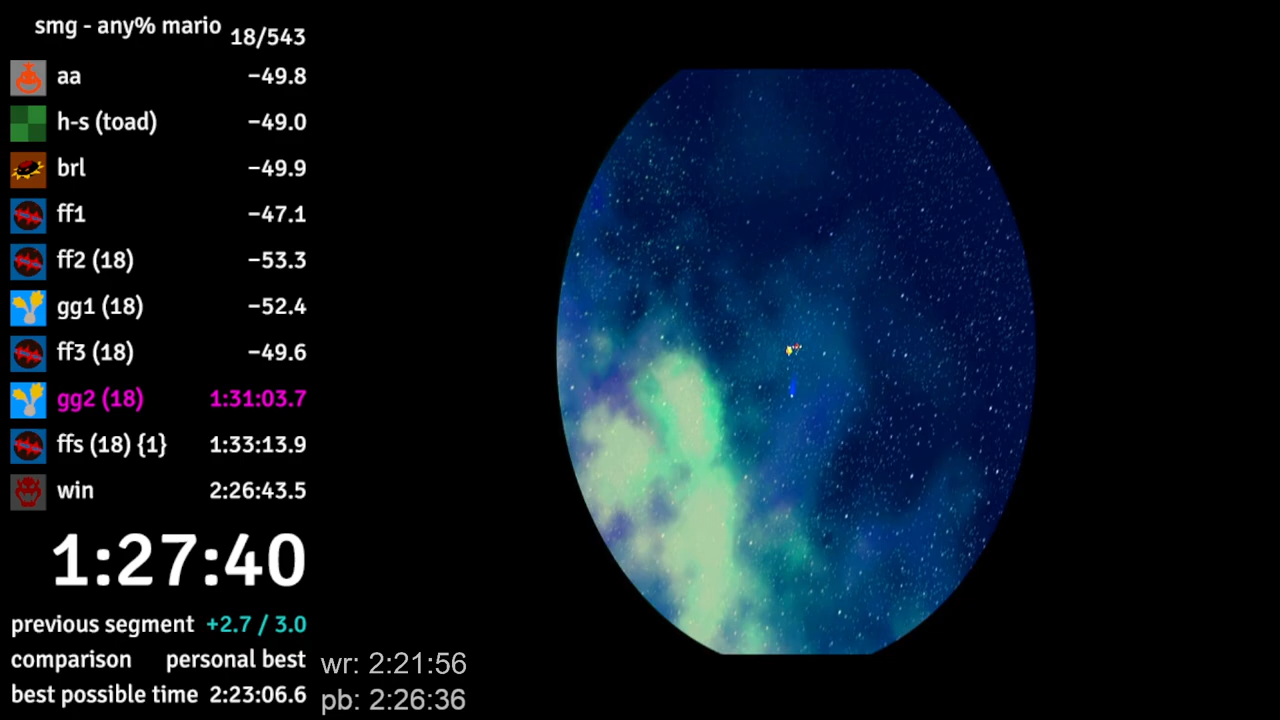 smg - any% mario 18/543
aa −49.8
h-s (toad) −49.0
brl −49.9
ff1 −47.1
ff2 (18) −53.3
gg1 (18) −52.4
ff3 (18) −49.6
gg2 (18) 1:31:03.7
ffs (18) {1} 1:33:13.9
win 2:26:43.5
1:27:40
previous segment +2.7 / 3.0
comparison personal best
best possible time 2:23:06.6
wr: 2:21:56
pb: 2:26:36